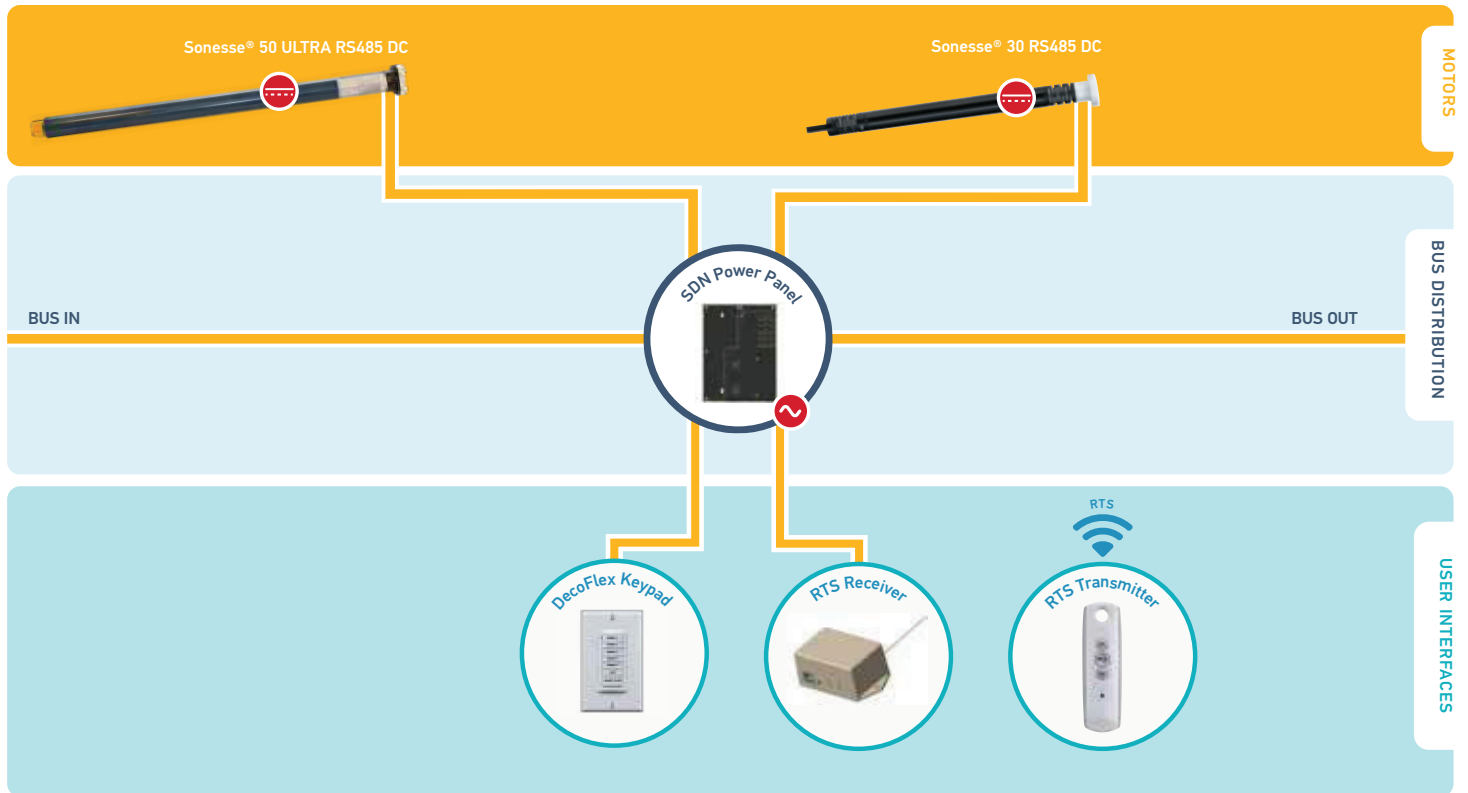 Sonesse® 50 ULTRA RS485 DC
Sonesse® 30 RS485 DC
MOTORS
SDN Power Panel
BUS IN
BUS OUT
BUS DISTRIBUTION
RTS
DecoFlex Keypad
RTS Receiver
RTS Transmitter
USER INTERFACES